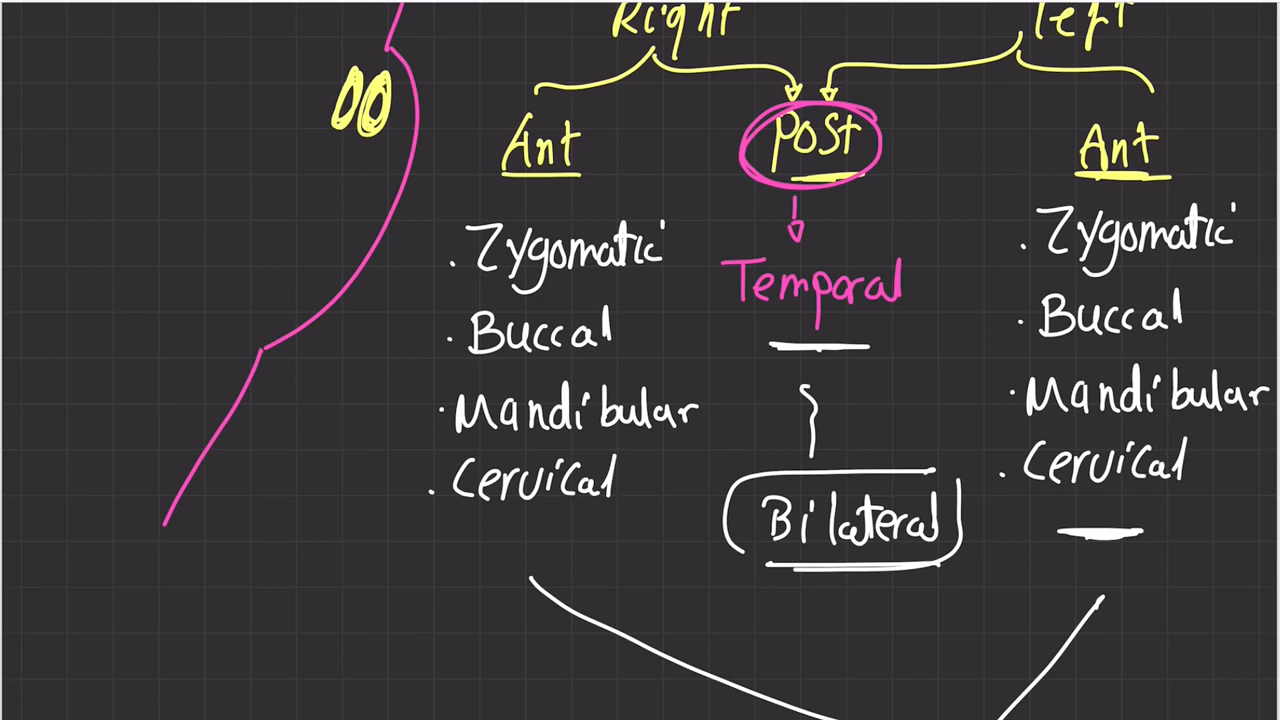 Right left
Ant Post Ant
. Zygomatic Temporal . Zygomatic
. Buccal . Buccal
. Mandibular . Mandibular
. Cervical . Cervical
Bilateral